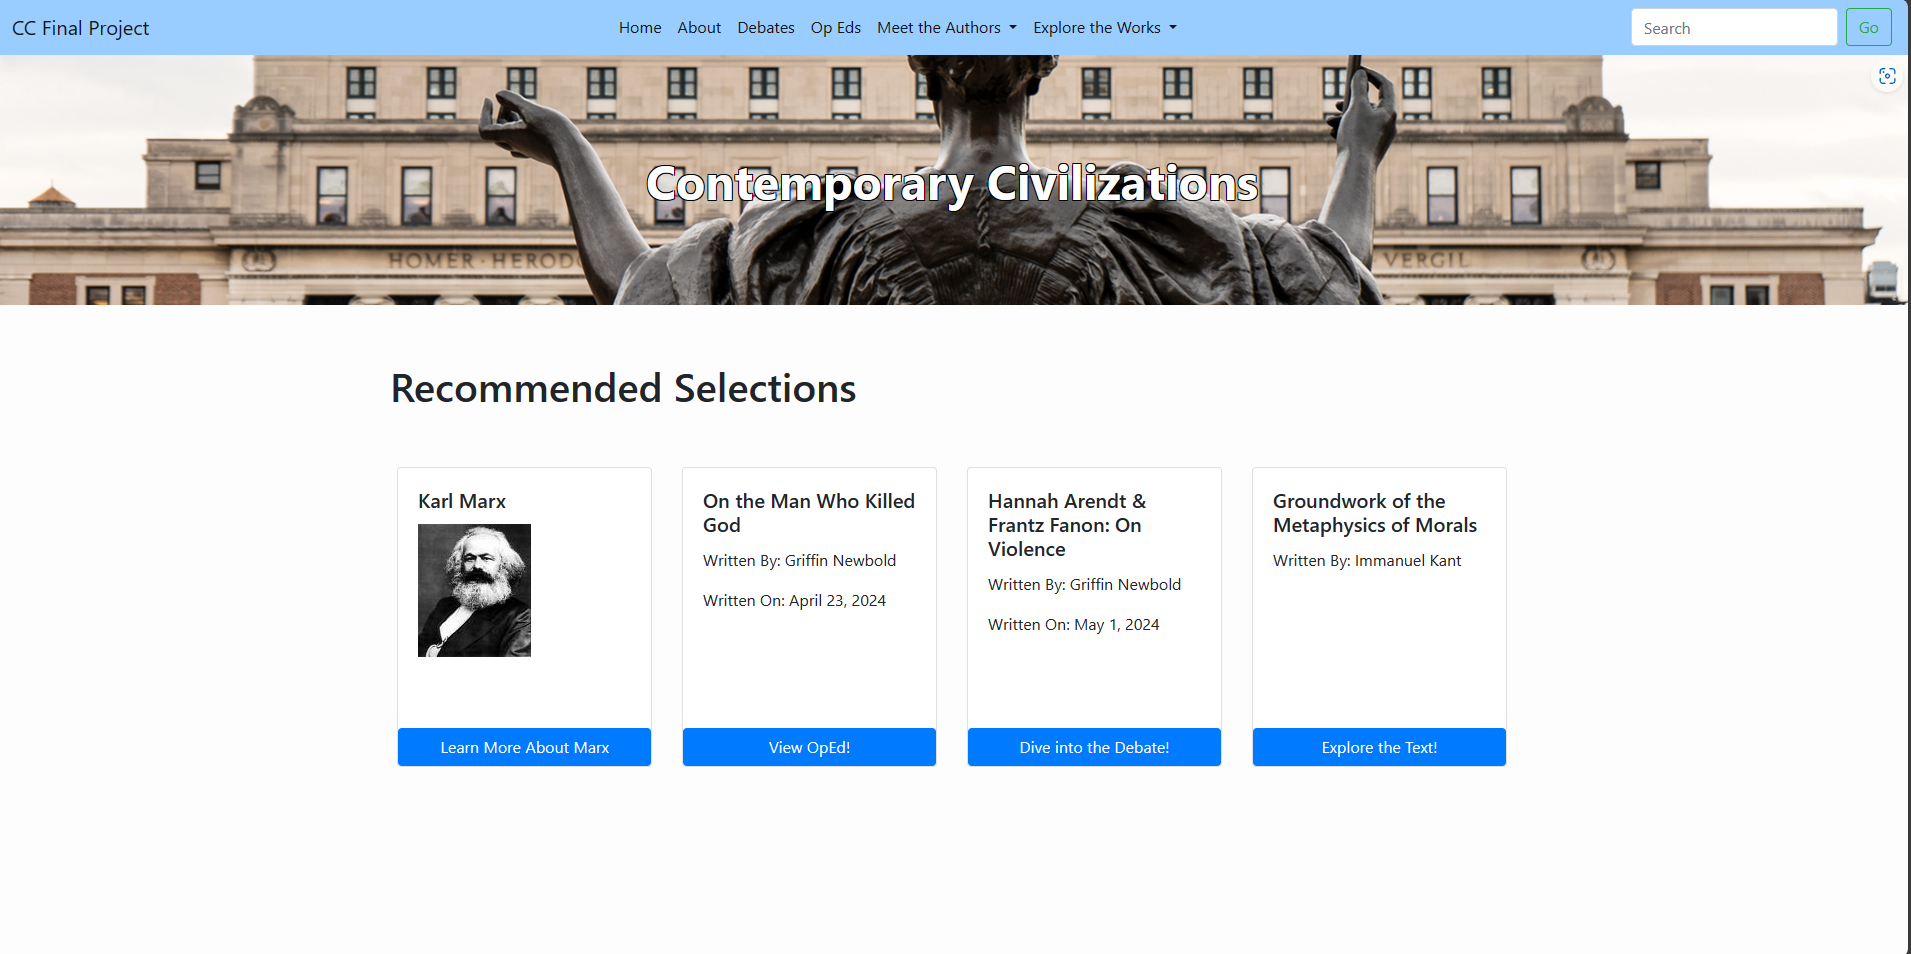 CC Final Project
Home About Debates Op Eds Meet the Authors Explore the Works
Search Go
Contemporary Civilizations
HOMER · HEROD
VERGIL
Recommended Selections
Karl Marx
Learn More About Marx
On the Man Who Killed
God
Written By: Griffin Newbold
Written On: April 23, 2024
View OpEd!
Hannah Arendt &
Frantz Fanon: On
Violence
Written By: Griffin Newbold
Written On: May 1, 2024
Dive into the Debate!
Groundwork of the
Metaphysics of Morals
Written By: Immanuel Kant
Explore the Text!